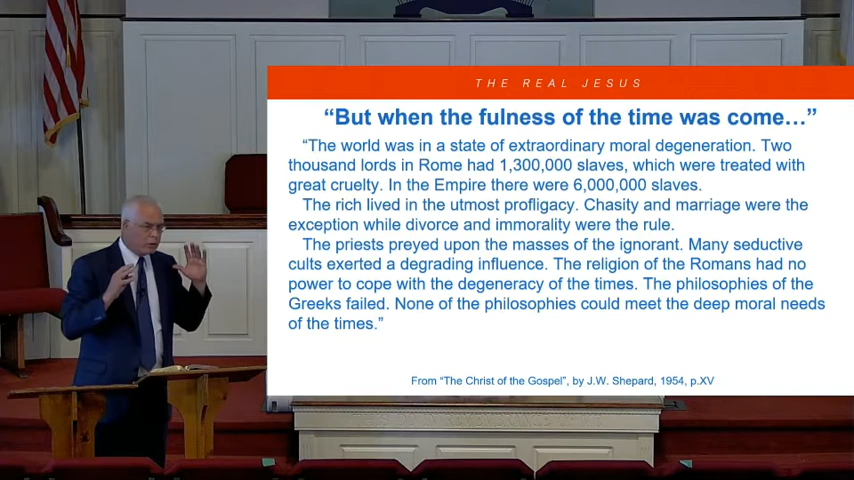 THE REAL JESUS
“But when the fulness of the time was come…”
“The world was in a state of extraordinary moral degeneration. Two
thousand lords in Rome had 1,300,000 slaves, which were treated with
great cruelty. In the Empire there were 6,000,000 slaves.
The rich lived in the utmost profligacy. Chasity and marriage were the
exception while divorce and immorality were the rule.
The priests preyed upon the masses of the ignorant. Many seductive
cults exerted a degrading influence. The religion of the Romans had no
power to cope with the degeneracy of the times. The philosophies of the
Greeks failed. None of the philosophies could meet the deep moral needs
of the times.”
From “The Christ of the Gospel”, by J.W. Shepard, 1954, p.XV